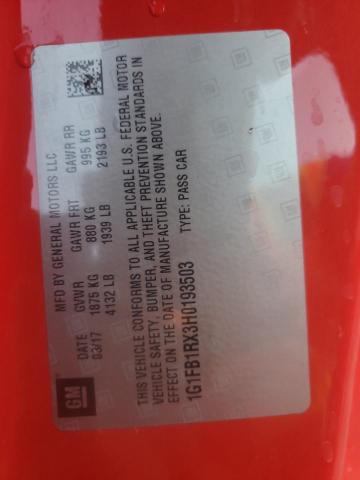 GM
MFD BY GENERAL MOTORS LLC
DATE GVWR GAWR FRT GAWR RR
03/17 1875 KG 880 KG 995 KG
4132 LB 1939 LB 2193 LB
THIS VEHICLE CONFORMS TO ALL APPLICABLE U.S. FEDERAL MOTOR
VEHICLE SAFETY, BUMPER, AND THEFT PREVENTION STANDARDS IN
EFFECT ON THE DATE OF MANUFACTURE SHOWN ABOVE.
1G1FB1RX3H0193503 TYPE: PASS CAR